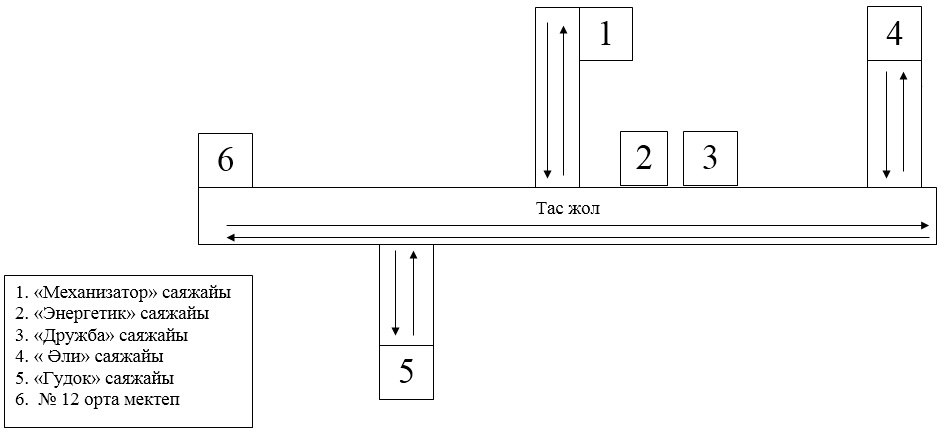 1
4
6
2
3
Тас жол
5
1. «Механизатор» саяжайы
2. «Энергетик» саяжайы
3. «Дружба» саяжайы
4. « Әли» саяжайы
5. «Гудок» саяжайы
6. № 12 орта мектеп